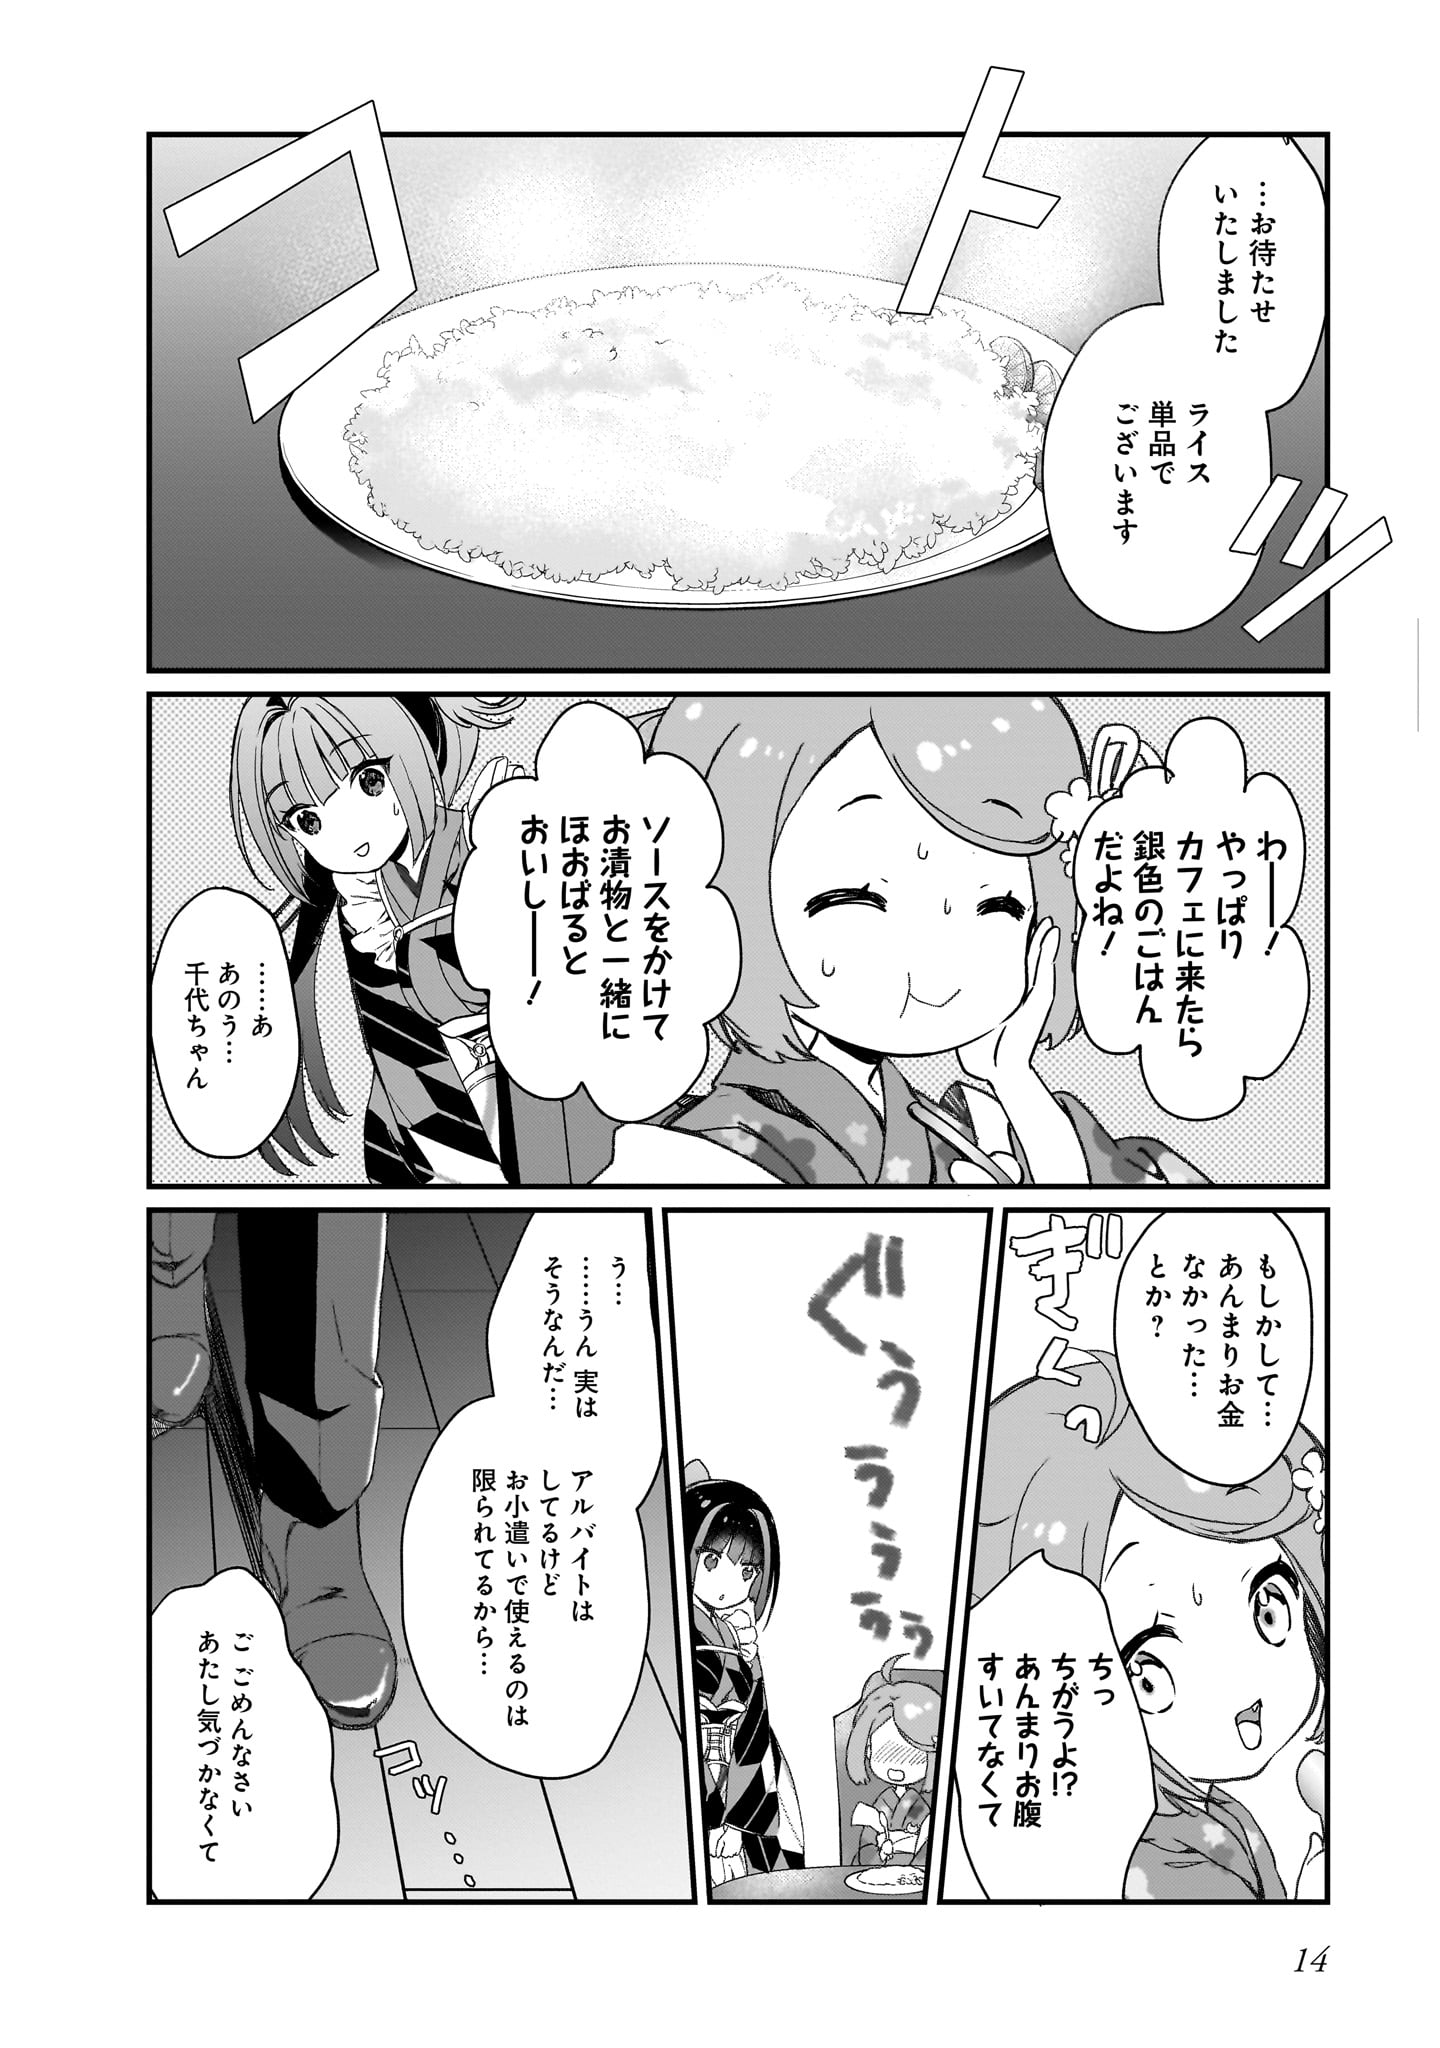 …お待たせ
いたしました
ライス
単品で
ございます
コトッ
わーー！
やっぱり
カフェに来たら
銀色のごはん
だよね！
ソースをかけて
お漬物と一緒に
ほおばると
おいしーー！
……あ
あのう…
千代ちゃん
もしかして…
あんまりお金
なかった…
とか？
ぎくっ
ちっ
ちがうよ!?
あんまりお腹
すいてなくて
ぐぅぅぅぅ
う…
……うん 実は
そうなんだ…
アルバイトは
してるけど
お小遣いで使えるのは
限られてるから…
ご ごめんなさい
あたし気づかなくて
コツ…。。
14